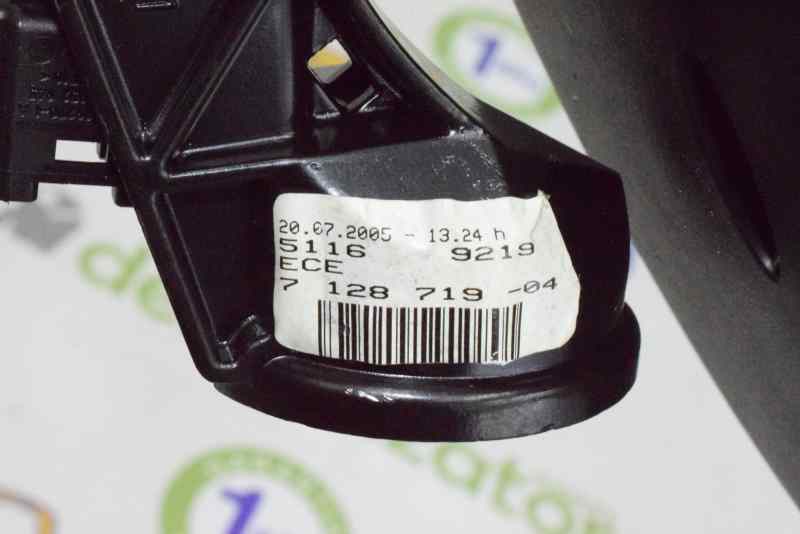 20.07.2005 - 13.24 h
5116 9219
ECE
7 128 719 -04